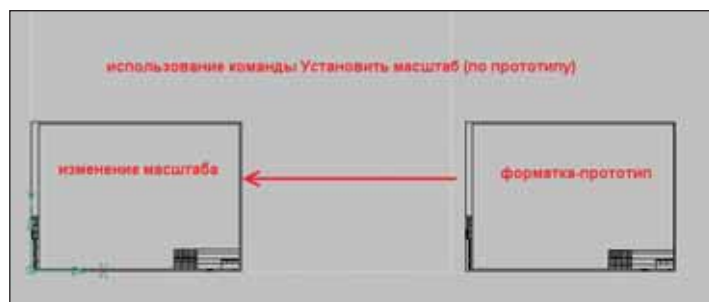 использование команды Установить масштаб (по прототипу)
изменение масштаба
форматка-прототип